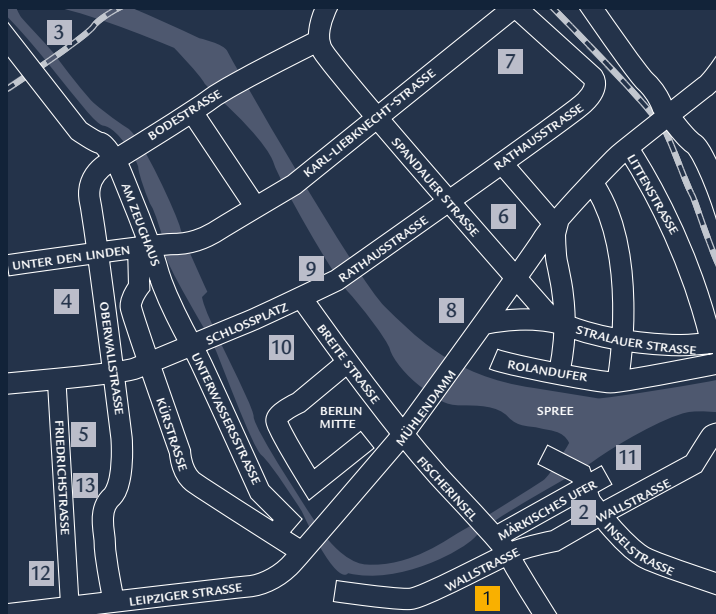 3
7
BODESTRASSE
KARL-LIEBKNECHT-STRASSE
RATHAUSSTRASSE
SPANDAUER STRASSE
LITTENSTRASSE
AM ZEUGHAUS
6
UNTER DEN LINDEN
RATHAUSSTRASSE
9
4
OBERWALLSTRASSE
SCHLOSSPLATZ
8
10
BREITE STRASSE
STRALAUER STRASSE
ROLANDUFER
UNTERWASSERSTRASSE
KÜRSTRASSE
MÜHLENDAMM
BERLIN
MITTE
SPREE
FRIEDRICHSTRASSE
5
13
FISCHERINSEL
11
MÄRKISCHES UFER
2
WALLSTRASSE
INSELSTRASSE
12
WALLSTRASSE
LEIPZIGER STRASSE
1